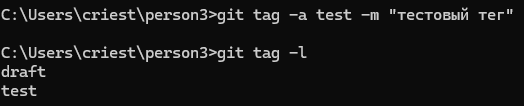 C:\Users\criest\person3>git tag -a test -m "тестовый тег"
C:\Users\criest\person3>git tag -l
draft
test